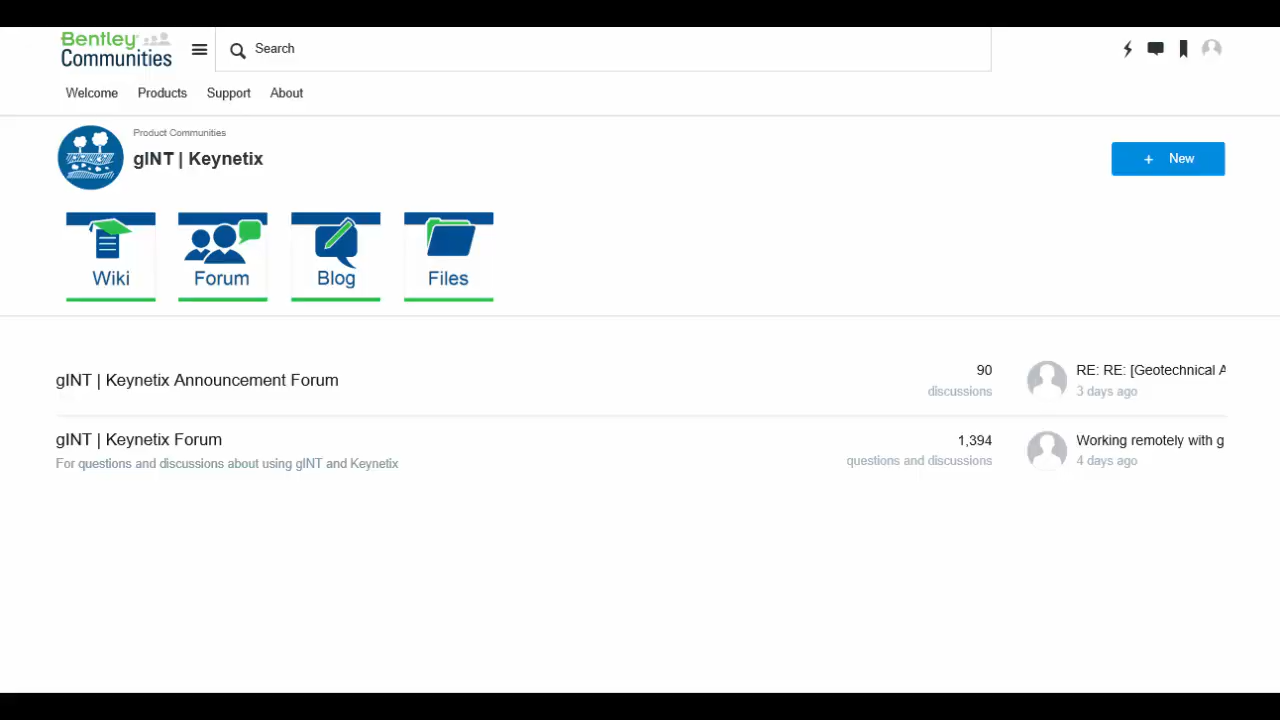 Bentley
Communities
Search
Welcome Products Support About
Product Communities
gINT | Keynetix
+ New
Wiki Forum Blog Files
gINT | Keynetix Announcement Forum
90
discussions
RE: RE: [Geotechnical A
3 days ago
gINT | Keynetix Forum
For questions and discussions about using gINT and Keynetix
1,394
questions and discussions
Working remotely with g
4 days ago